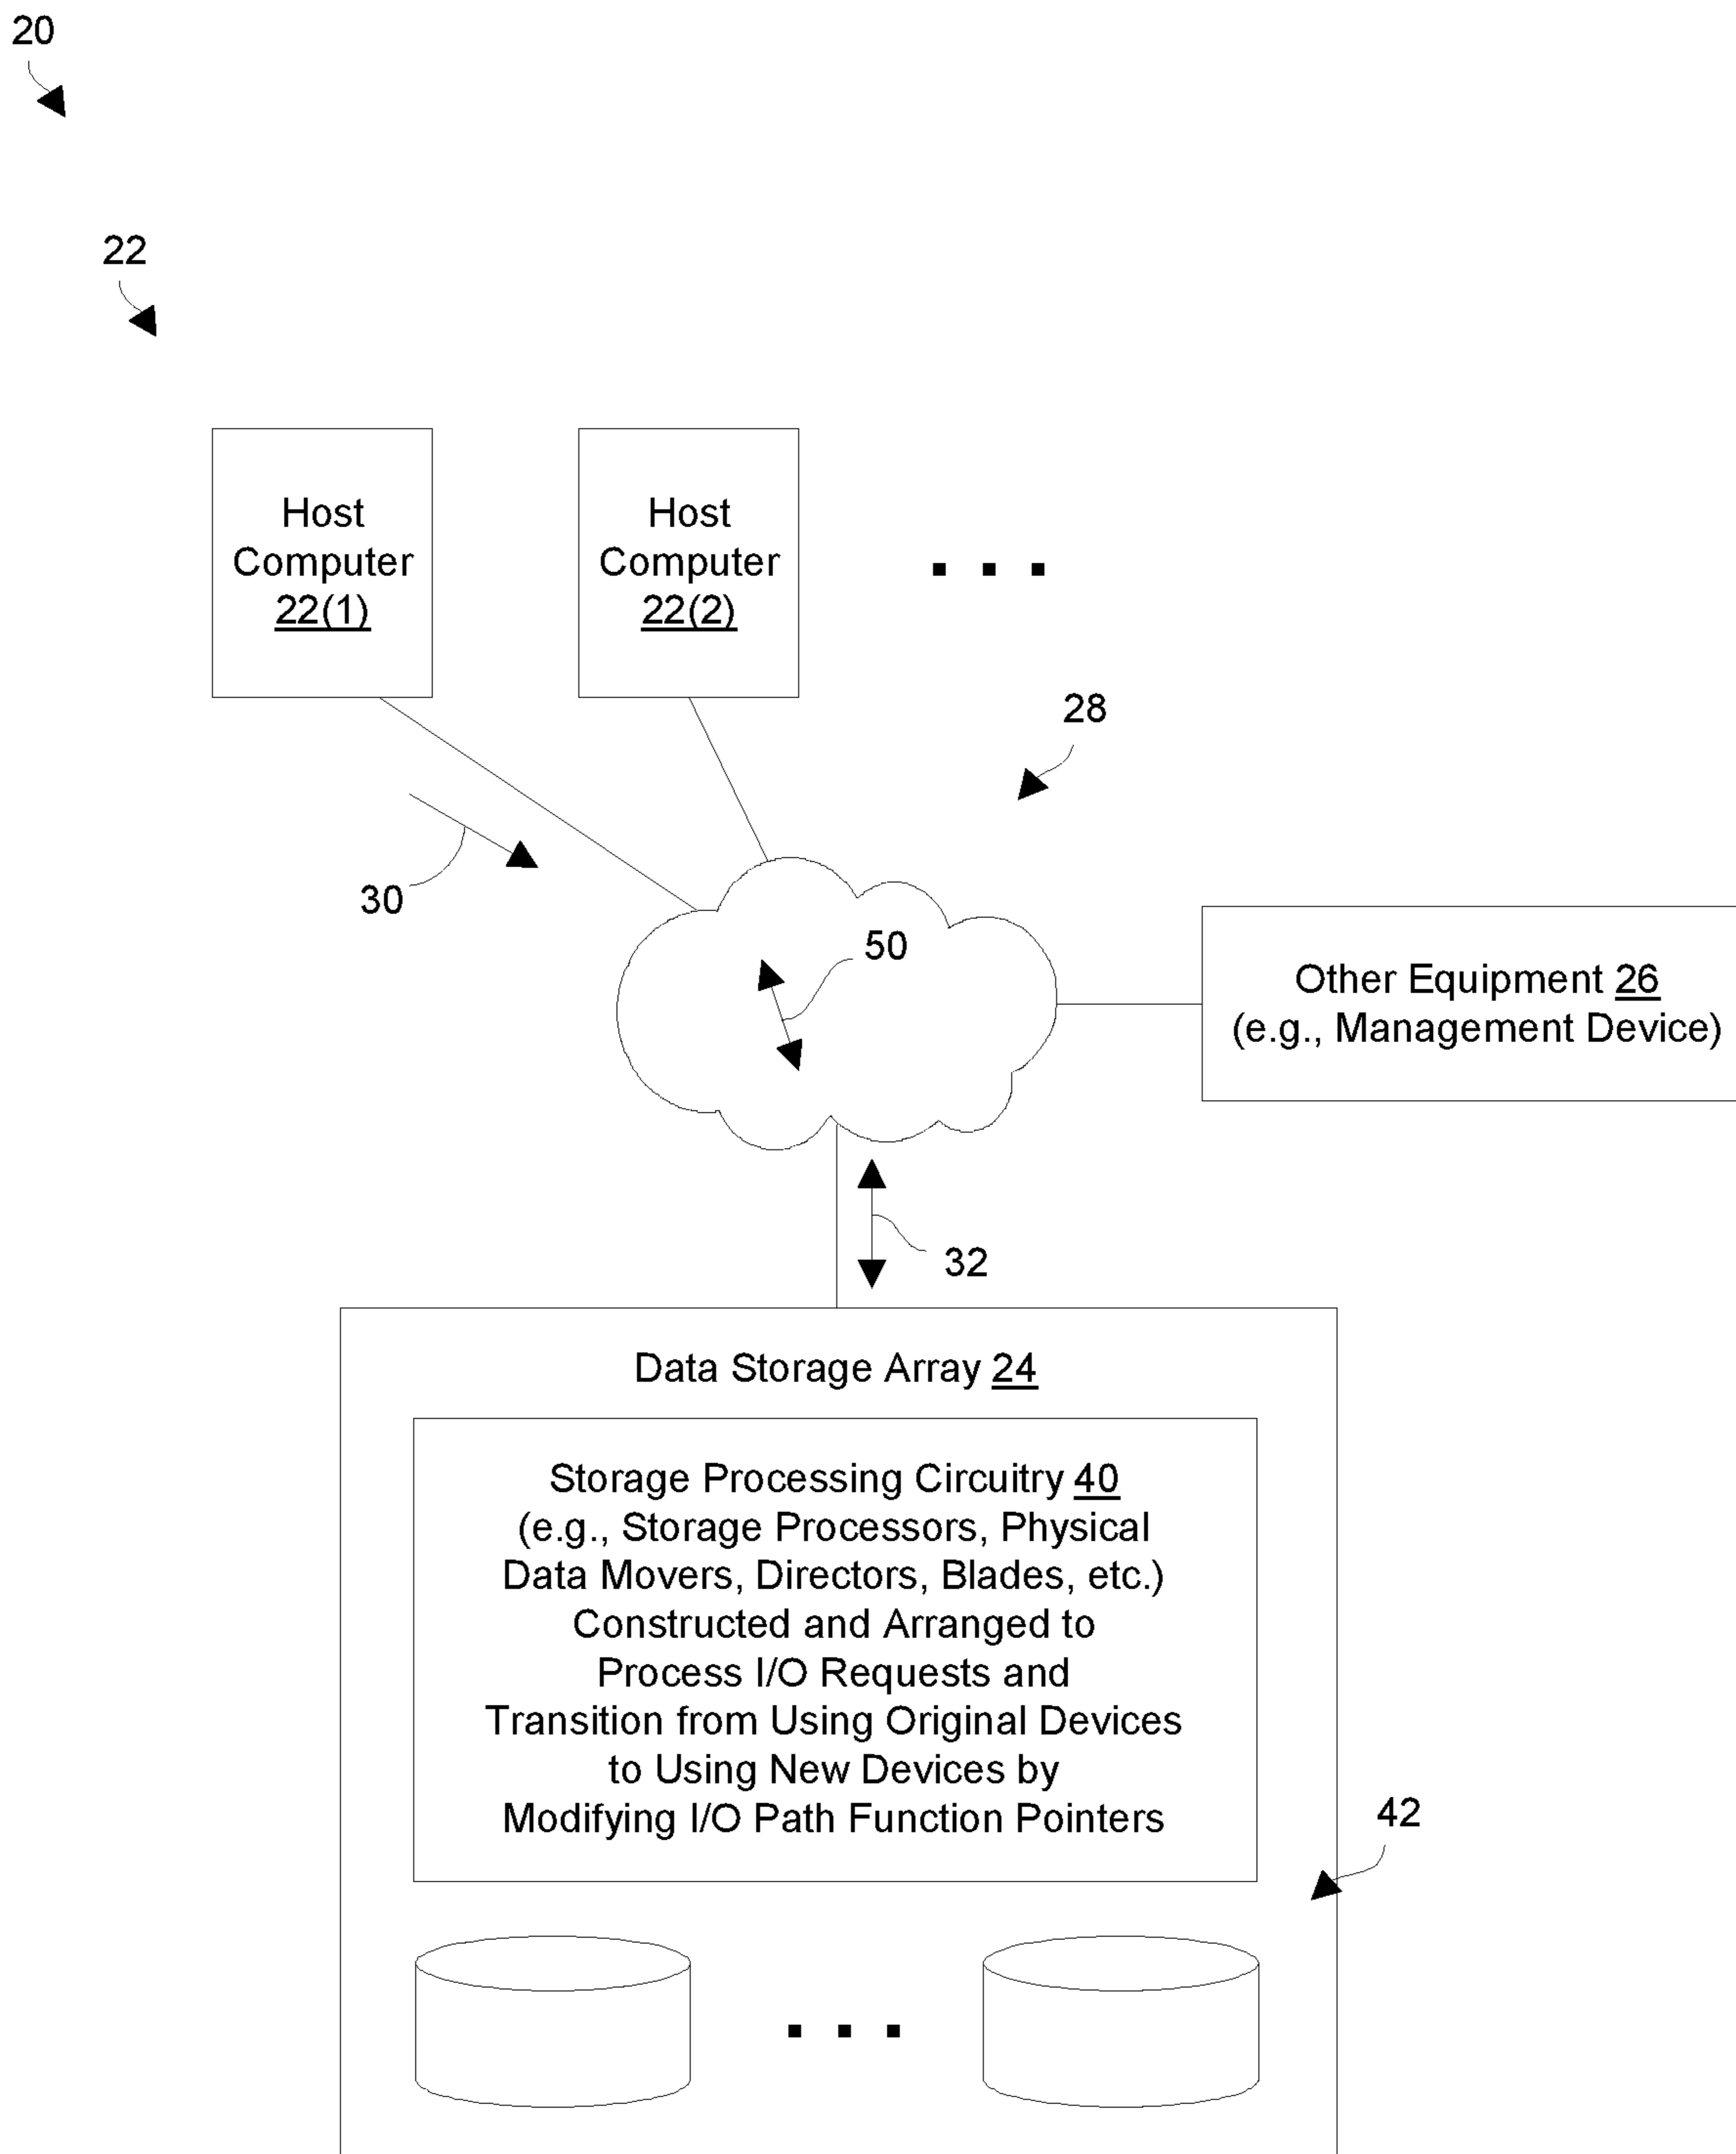 20
22
Host
Computer
22(1)
Host
Computer
22(2)
. . .
28
30
50
Other Equipment 26
(e.g., Management Device)
32
Data Storage Array 24
Storage Processing Circuitry 40
(e.g., Storage Processors, Physical
Data Movers, Directors, Blades, etc.)
Constructed and Arranged to
Process I/O Requests and
Transition from Using Original Devices
to Using New Devices by
Modifying I/O Path Function Pointers
42
. . .